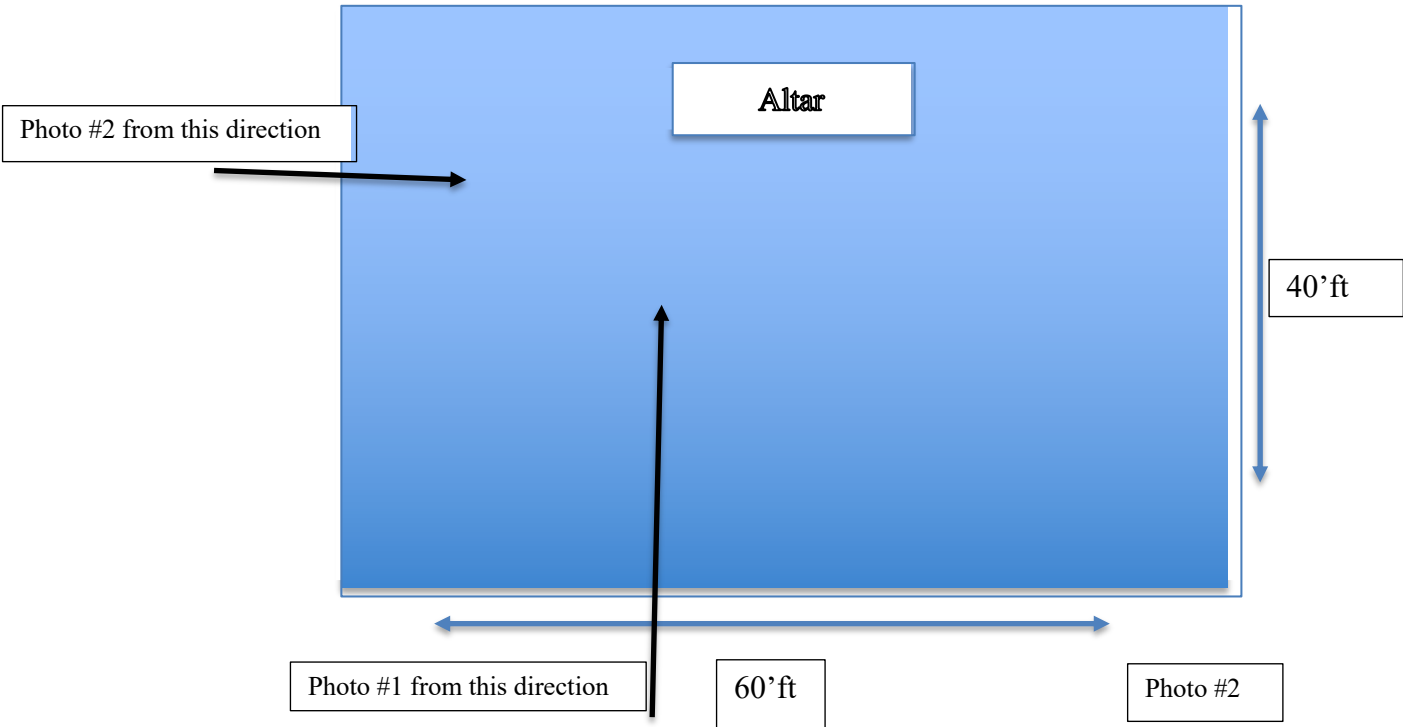 Altar
Photo #2 from this direction
40’ft
Photo #1 from this direction
60’ft
Photo #2